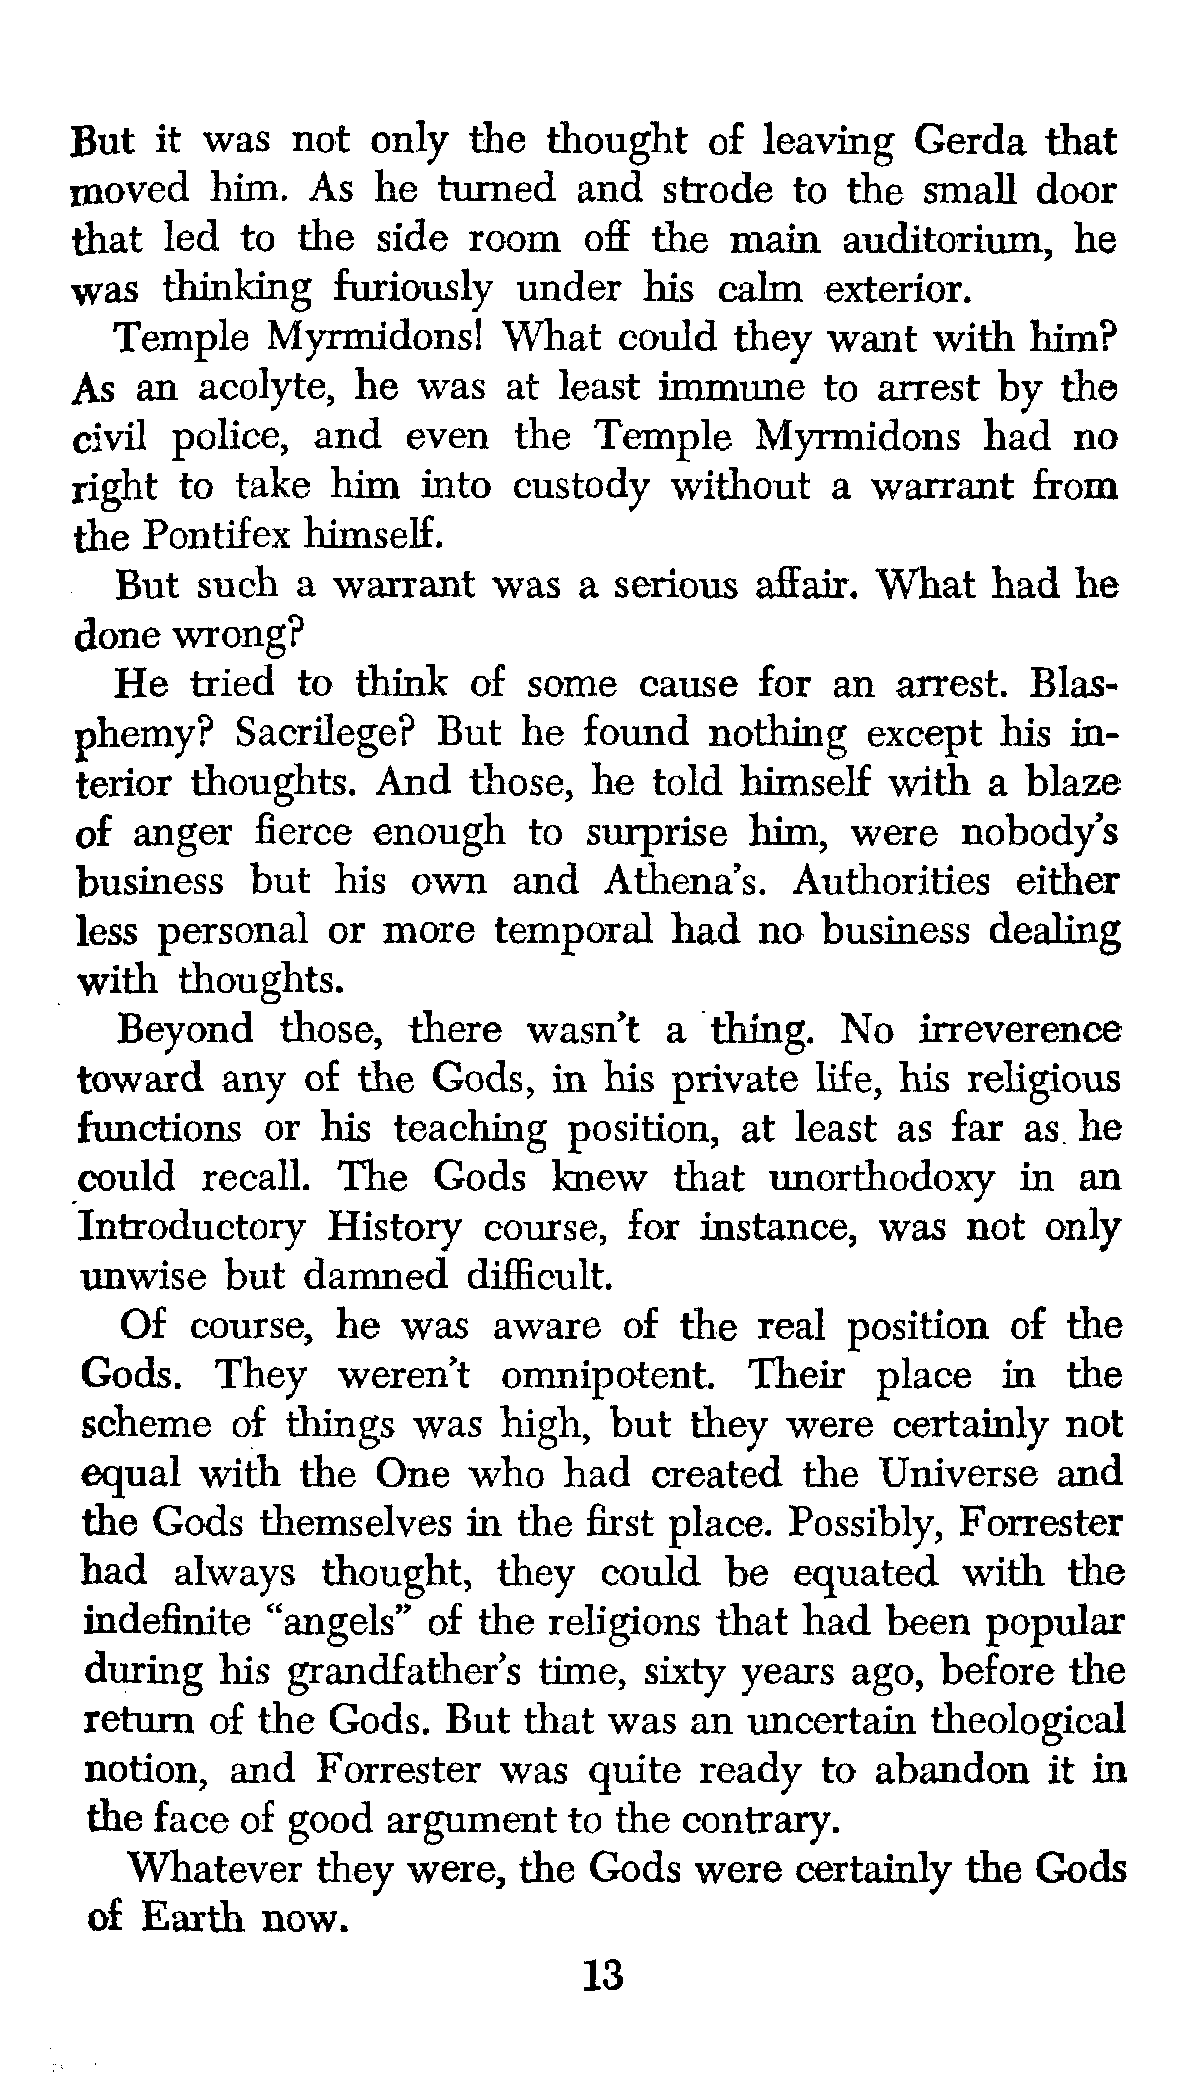 But it was not only the thought of leaving Gerda that
moved him. As he turned and strode to the small door
that led to the side room off the main auditorium, he
was thinking furiously under his calm exterior.
Temple Myrmidons! What could they want with him?
As an acolyte, he was at least immune to arrest by the
civil police, and even the Temple Myrmidons had no
right to take him into custody without a warrant from
the Pontifex himself.
But such a warrant was a serious affair. What had he
done wrong?
He tried to think of some cause for an arrest. Blas-
phemy? Sacrilege? But he found nothing except his in-
terior thoughts. And those, he told himself with a blaze
of anger fierce enough to surprise him, were nobody's
business but his own and Athena's. Authorities either
less personal or more temporal had no business dealing
with thoughts.
Beyond those, there wasn't a thing. No irreverence
toward any of the Gods, in his private life, his religious
functions or his teaching position, at least as far as he
could recall. The Gods knew that unorthodoxy in an
Introductory History course, for instance, was not only
unwise but damned difficult.
Of course, he was aware of the real position of the
Gods. They weren't omnipotent. Their place in the
scheme of things was high, but they were certainly not
equal with the One who had created the Universe and
the Gods themselves in the first place. Possibly, Forrester
had always thought, they could be equated with the
indefinite “angels” of the religions that had been popular
during his grandfather's time, sixty years ago, before the
return of the Gods. But that was an uncertain theological
notion, and Forrester was quite ready to abandon it in
the face of good argument to the contrary.
Whatever they were, the Gods were certainly the Gods
of Earth now.
13